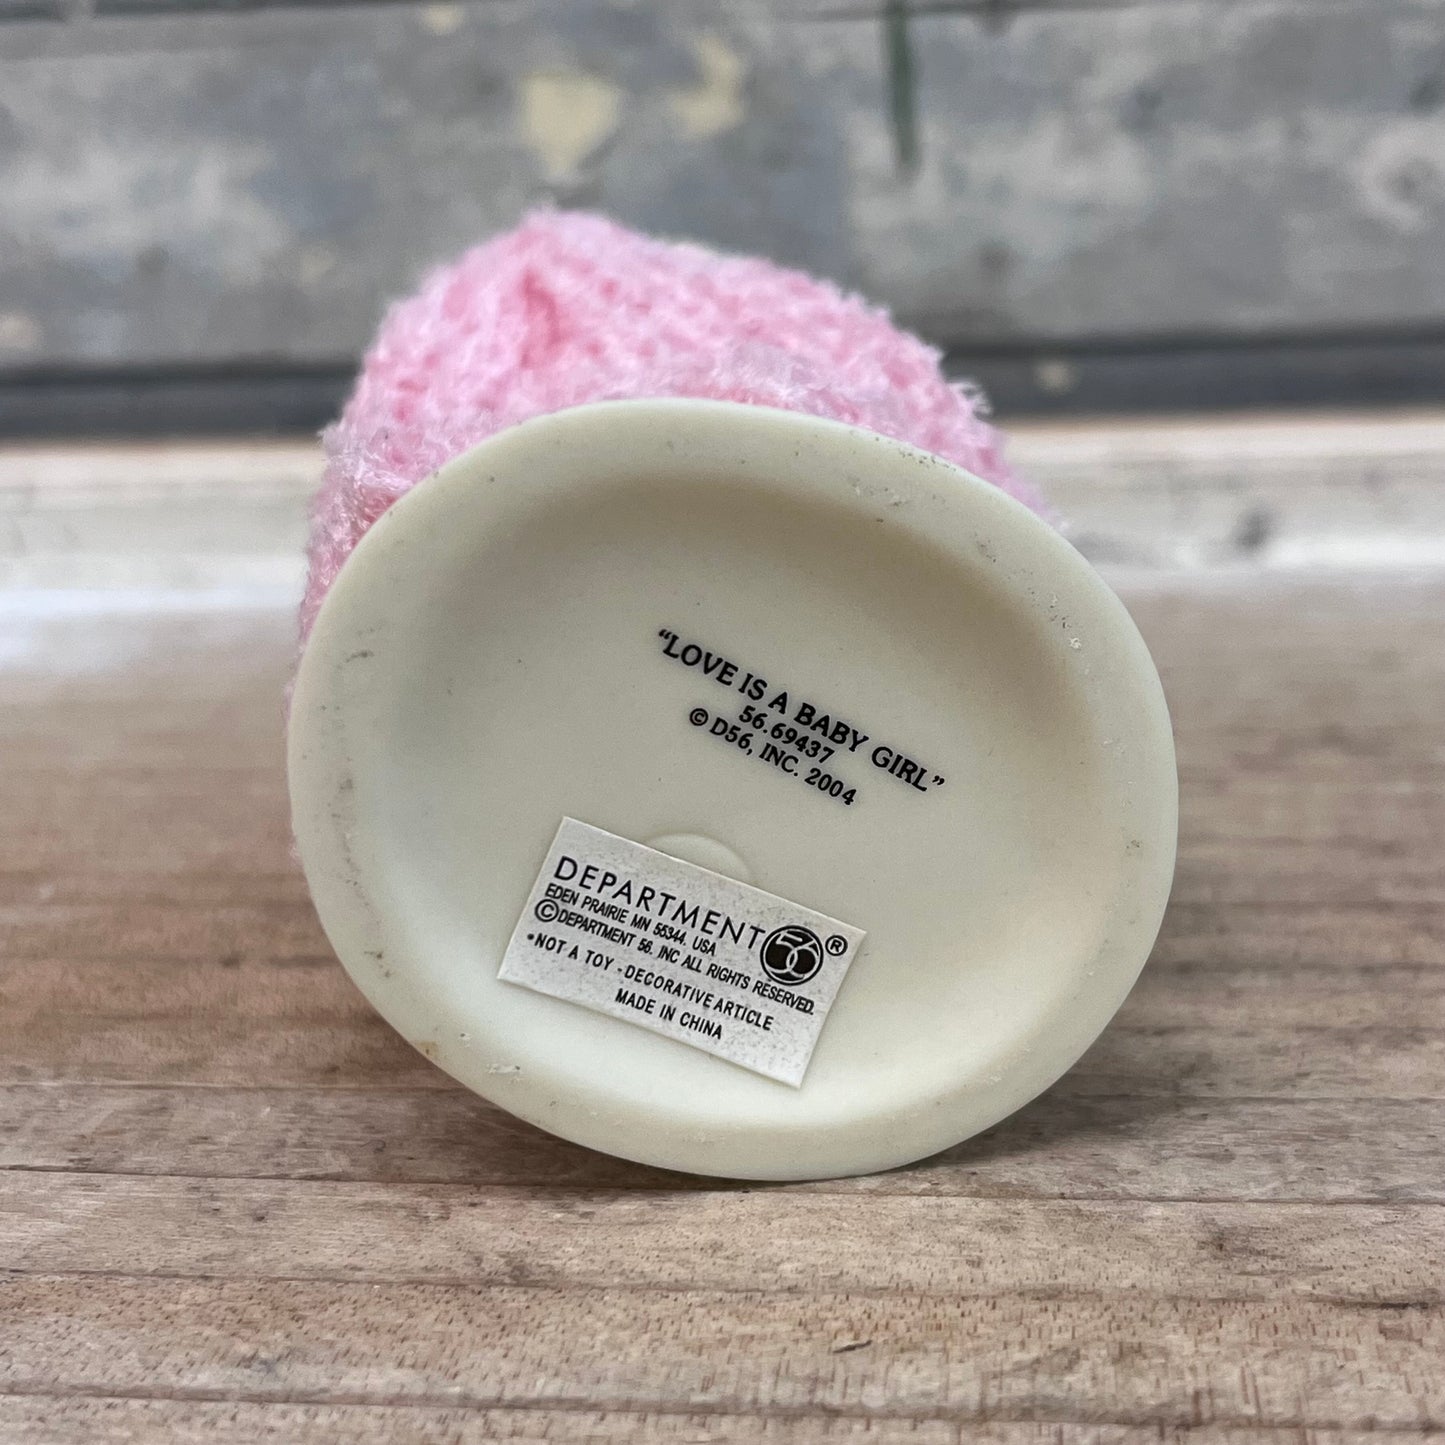 “LOVE IS A BABY GIRL”
56.69437
© D56, INC. 2004
DEPARTMENT 56®
EDEN PRAIRIE MN 55344. USA
©DEPARTMENT 56. INC ALL RIGHTS RESERVED.
*NOT A TOY - DECORATIVE ARTICLE
MADE IN CHINA